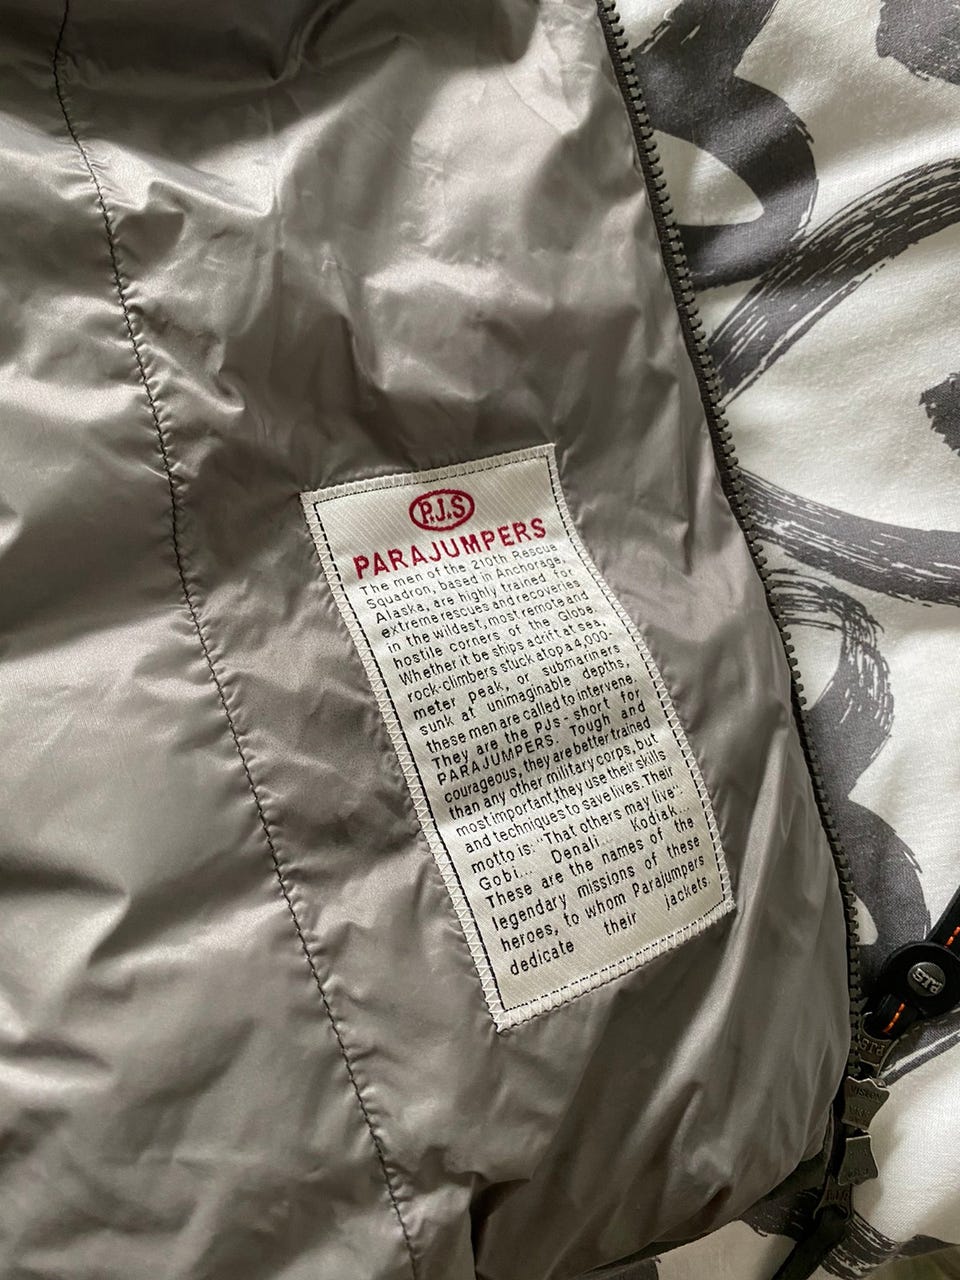 P.J.S
PARAJUMPERS
The men of the 210th Rescue
Squadron, based in Anchorage,
Alaska, are highly trained for
extreme rescues and recoveries
in the wildest, most remote and
hostile corners of the Globe.
Whether it be ships adrift at sea,
rock-climbers stuck atop a 4,000-
meter peak, or submariners
sunk at unimaginable depths,
these men are called to intervene.
They are the PJs - short for
PARAJUMPERS. Tough and
courageous, they are better trained
than any other military corps, but
most important,they use their skills
and techniques to save lives. Their
motto is: "That others may live".
Gobi... Denali... Kodiak...
These are the names of the
legendary missions of these
heroes, to whom Parajumpers
dedicate their jackets.
PJS
PJS